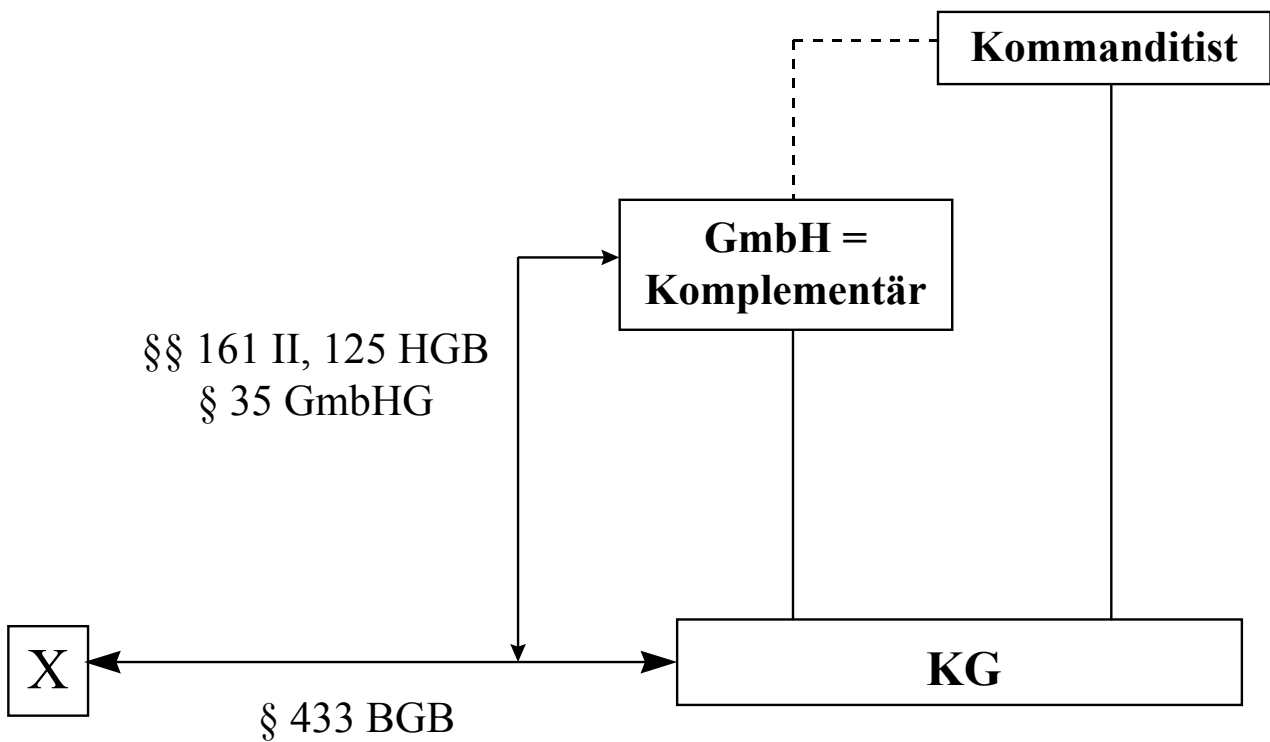 Kommanditist
GmbH =
Komplementär
§§ 161 II, 125 HGB
§ 35 GmbHG
X
KG
§ 433 BGB